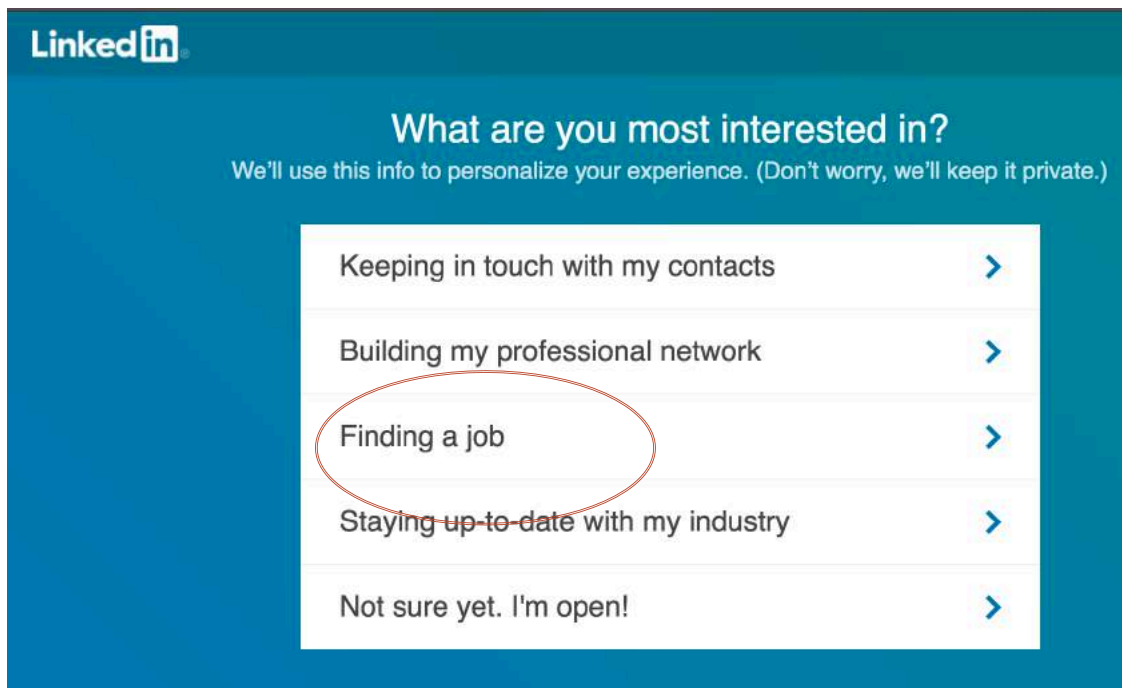 Linked in
What are you most interested in?
We'll use this info to personalize your experience. (Don't worry, we'll keep it private.)
Keeping in touch with my contacts
Building my professional network
Finding a job
Staying up-to-date with my industry
Not sure yet. I'm open!